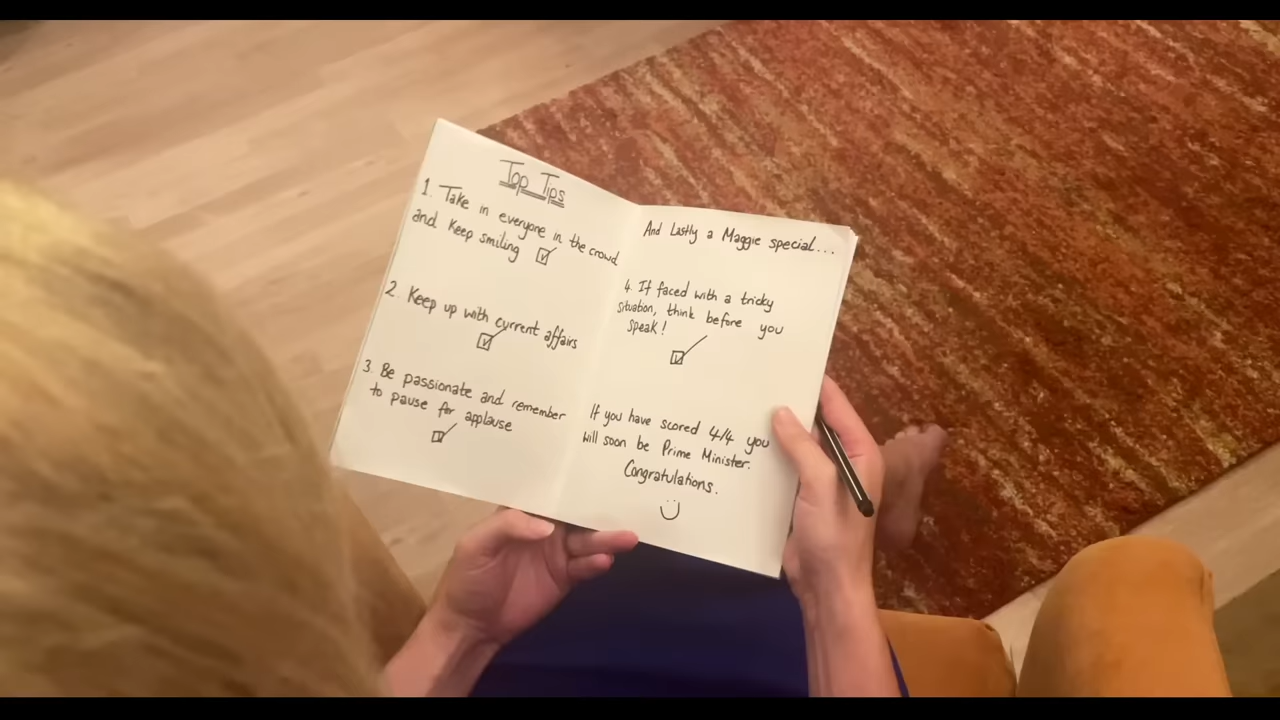 Top Tips
1. Take in everyone in the crowd
and keep smiling
2. Keep up with current affairs
3. Be passionate and remember
to pause for applause
And Lastly a Maggie special...
4. If faced with a tricky
situation, think before you
speak!
If you have scored 4/4 you
will soon be Prime Minister.
Congratulations.